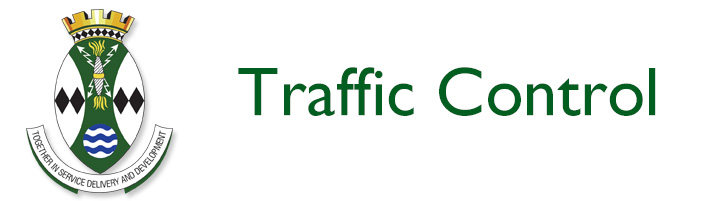 Traffic Control
TOGETHER IN SERVICE DELIVERY AND DEVELOPMENT